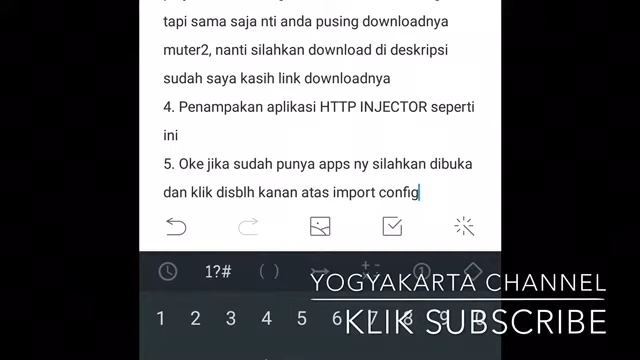 tapi sama saja nti anda pusing downloadnya
muter2, nanti silahkan download di deskripsi
sudah saya kasih link downloadnya
4. Penampakan aplikasi HTTP INJECTOR seperti
ini
5. Oke jika sudah punya apps ny silahkan dibuka
dan klik disblh kanan atas import config
1?# ( )
YOGYAKARTA CHANNEL
1 2 3 4 5 6 7 8 9
KLIK SUBSCRIBE